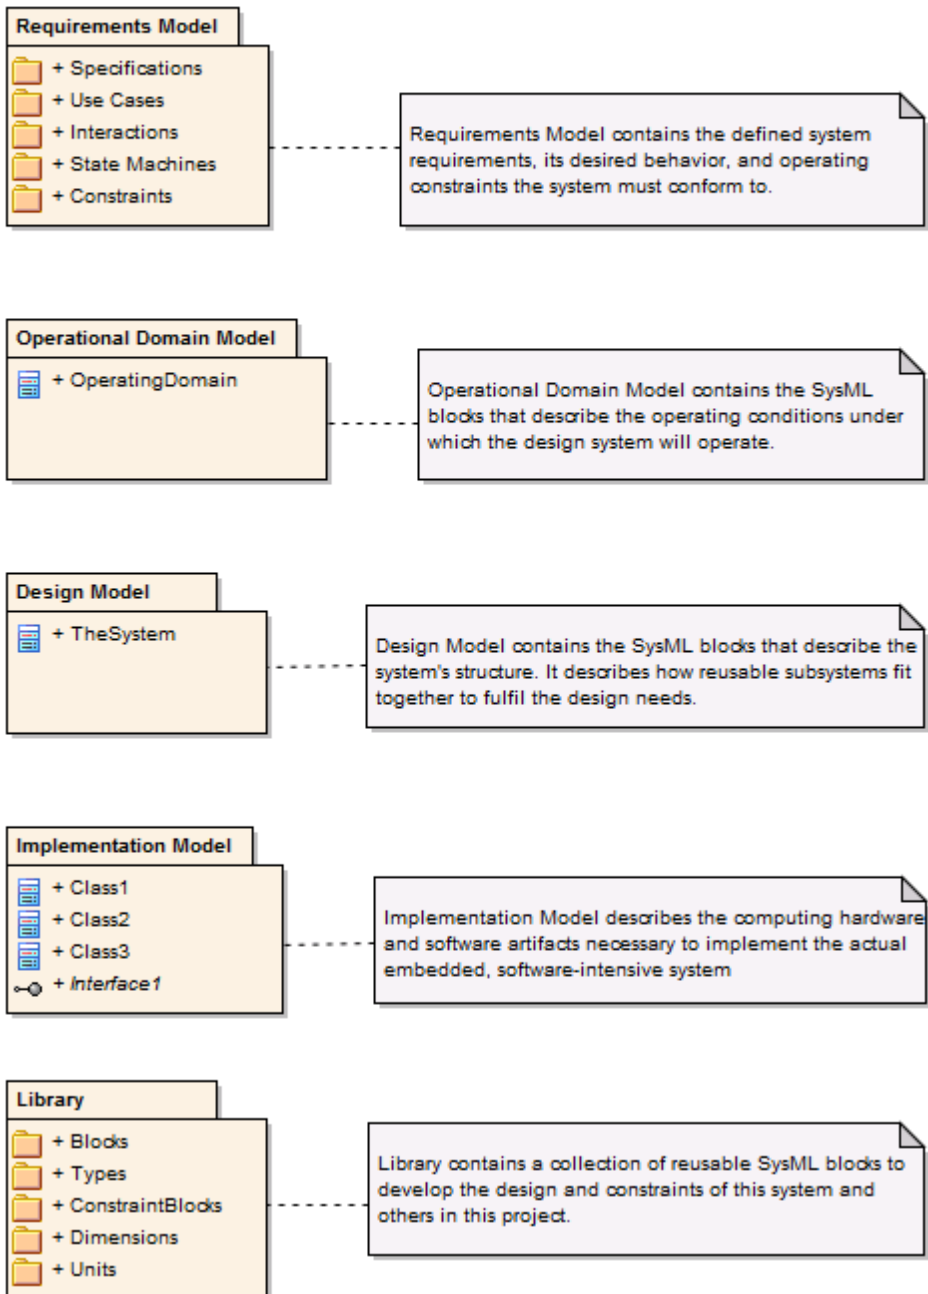 Requirements Model
+ Specifications
+ Use Cases
+ Interactions
+ State Machines
+ Constraints
Requirements Model contains the defined system
requirements, its desired behavior, and operating
constraints the system must conform to.
Operational Domain Model
+ OperatingDomain
Operational Domain Model contains the SysML
blocks that describe the operating conditions under
which the design system will operate.
Design Model
+ TheSystem
Design Model contains the SysML blocks that describe the
system's structure. It describes how reusable subsystems fit
together to fulfil the design needs.
Implementation Model
+ Class1
+ Class2
+ Class3
+ Interface1
Implementation Model describes the computing hardware
and software artifacts necessary to implement the actual
embedded, software-intensive system
Library
+ Blocks
+ Types
+ ConstraintBlocks
+ Dimensions
+ Units
Library contains a collection of reusable SysML blocks to
develop the design and constraints of this system and
others in this project.